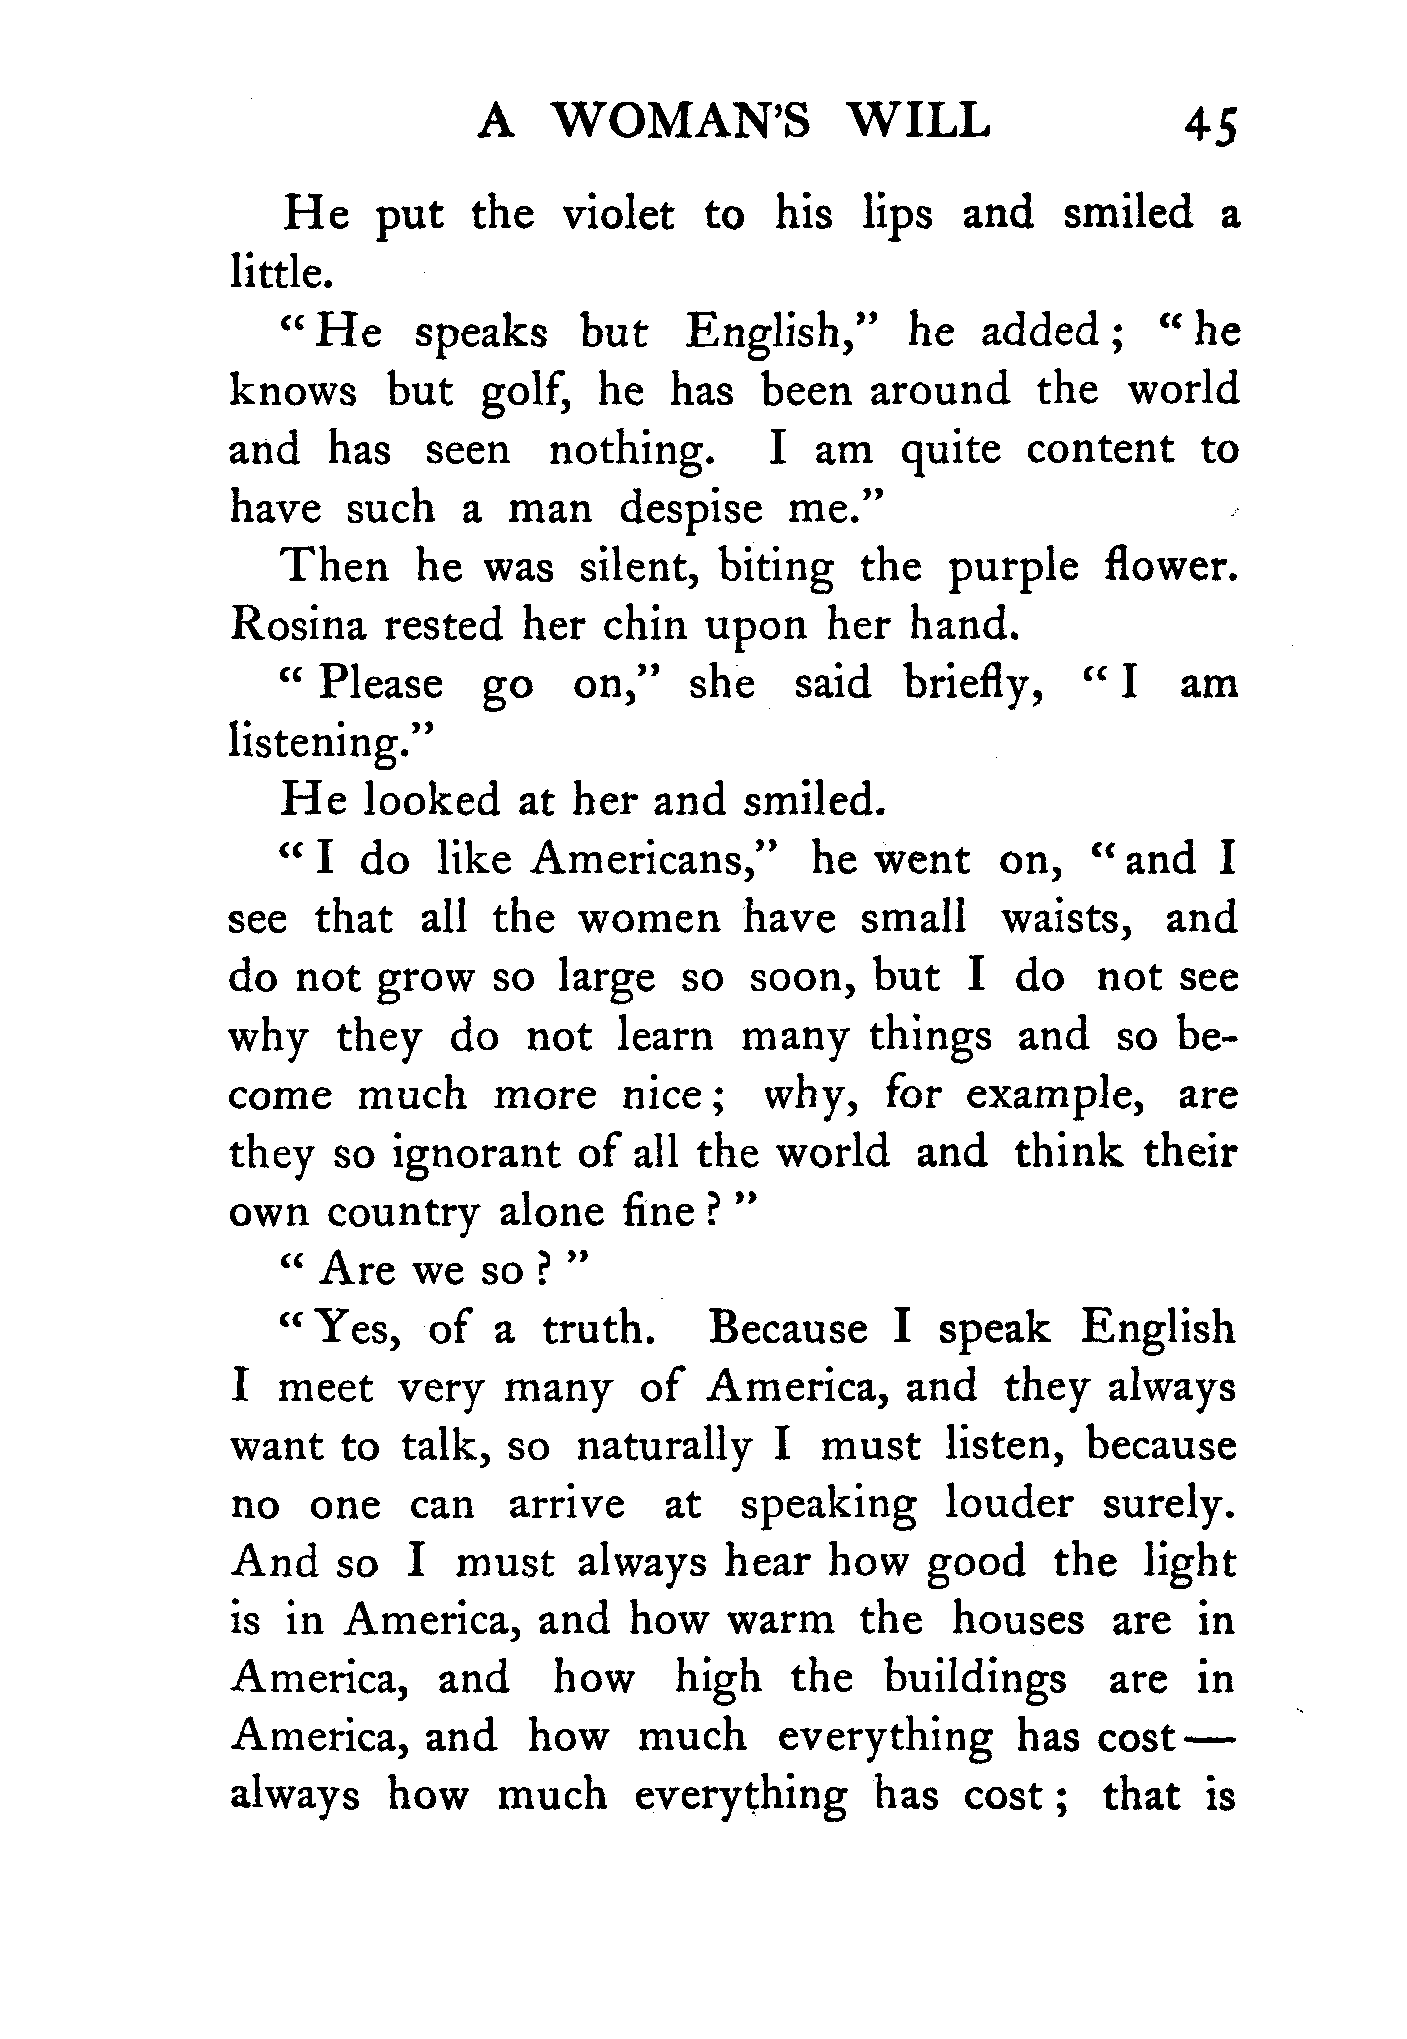 A WOMAN'S WILL 45
He put the violet to his lips and smiled a
little.
“He speaks but English,” he added; “he
knows but golf, he has been around the world
and has seen nothing. I am quite content to
have such a man despise me.”
Then he was silent, biting the purple flower.
Rosina rested her chin upon her hand.
“Please go on,” she said briefly, “I am
listening.”
He looked at her and smiled.
“I do like Americans,” he went on, “and I
see that all the women have small waists, and
do not grow so large so soon, but I do not see
why they do not learn many things and so be-
come much more nice; why, for example, are
they so ignorant of all the world and think their
own country alone fine?”
“Are we so?”
“Yes, of a truth. Because I speak English
I meet very many of America, and they always
want to talk, so naturally I must listen, because
no one can arrive at speaking louder surely.
And so I must always hear how good the light
is in America, and how warm the houses are in
America, and how high the buildings are in
America, and how much everything has cost—
always how much everything has cost; that is